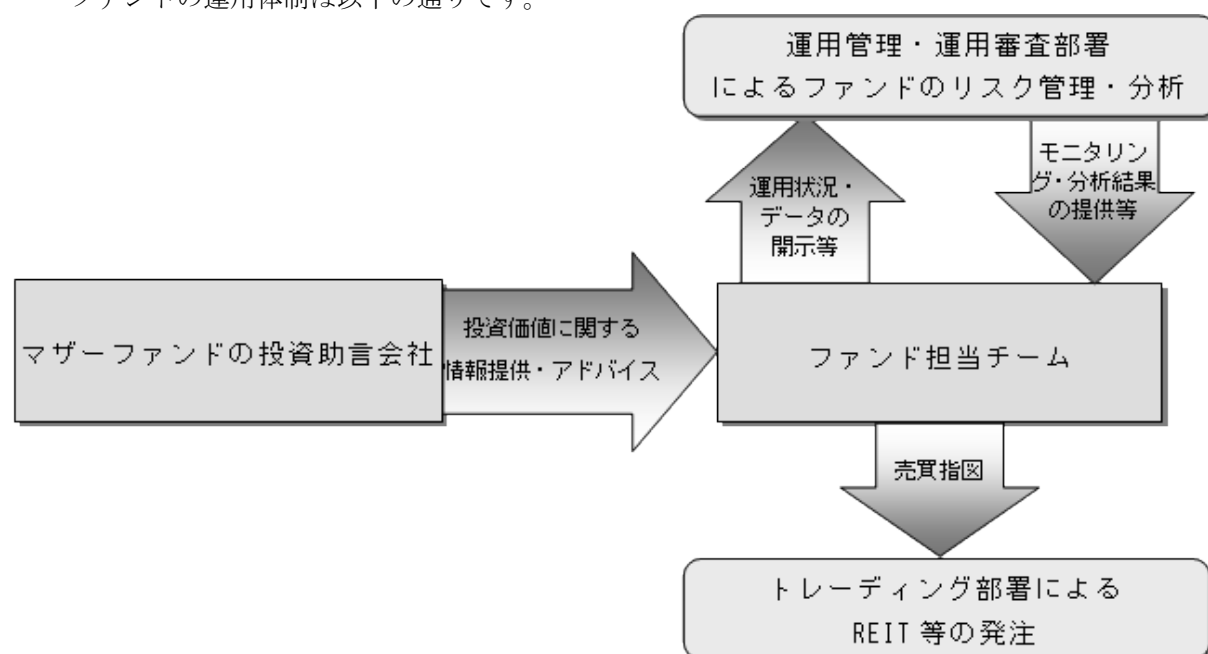 ファンドの運用体制は以下の通りです。
運用管理・運用審査部署
によるファンドのリスク管理・分析
運用状況・
データの
開示等
モニタリン
グ・分析結果
の提供等
マザーファンドの投資助言会社
投資価値に関する
情報提供・アドバイス
ファンド担当チーム
売買指図
トレーディング部署による
REIT等の発注